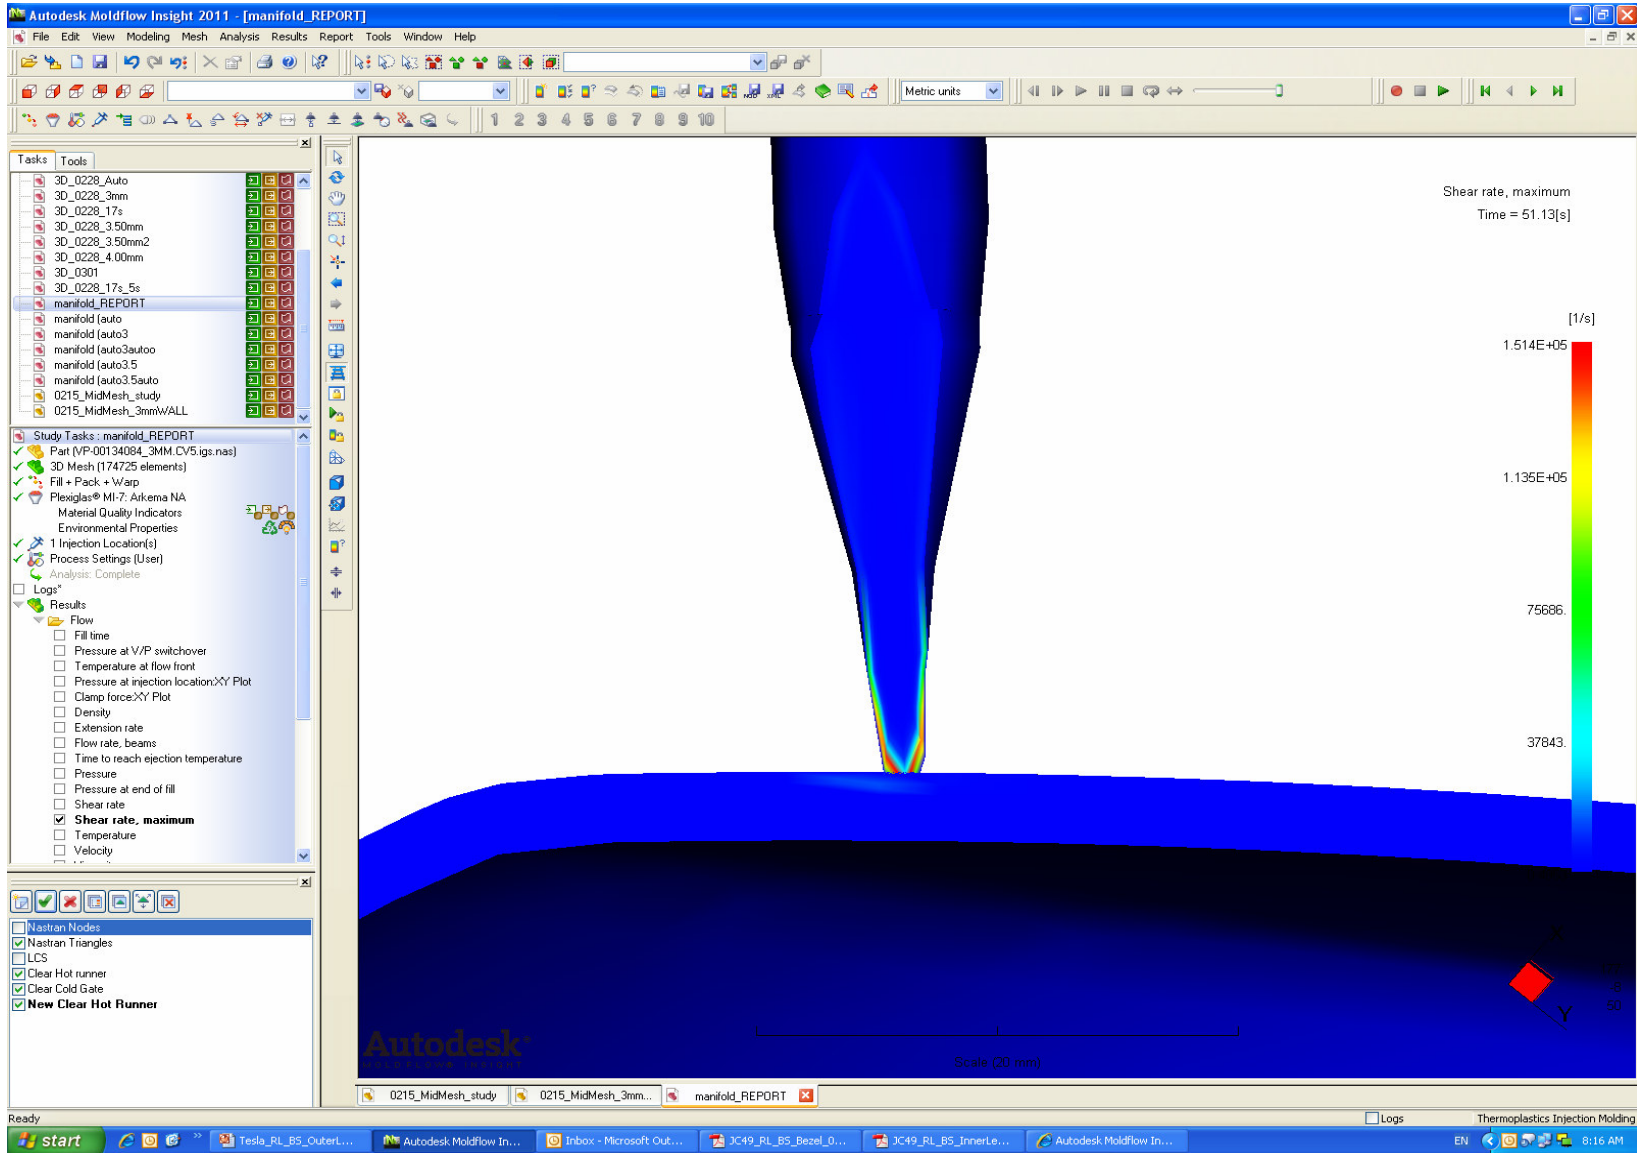 Autodesk Moldflow Insight 2011 - [manifold_REPORT]
File Edit View Modeling Mesh Analysis Results Report Tools Window Help
Metric units
1 2 3 4 5 6 7 8 9 10
Tasks Tools
3D_0228_Auto
3D_0228_3mm
3D_0228_17s
3D_0228_3.50mm
3D_0228_3.50mm2
3D_0228_4.00mm
3D_0301
3D_0228_17s_5s
manifold_REPORT
manifold (auto
manifold (auto3
manifold (auto3autoo
manifold (auto3.5
manifold (auto3.5auto
0215_MidMesh_study
0215_MidMesh_3mmWALL
Study Tasks : manifold_REPORT
Part (VP-00134084_3MM.CV5.igs.nas)
3D Mesh (174725 elements)
Fill + Pack + Warp
Plexiglas® MI-7: Arkema NA
Material Quality Indicators
Environmental Properties
1 Injection Location(s)
Process Settings (User)
Analysis: Complete
Logs*
Results
Flow
Fill time
Pressure at V/P switchover
Temperature at flow front
Pressure at injection location:XY Plot
Clamp force:XY Plot
Density
Extension rate
Flow rate, beams
Time to reach ejection temperature
Pressure
Pressure at end of fill
Shear rate
Shear rate, maximum
Temperature
Velocity
Nastran Nodes
Nastran Triangles
LCS
Clear Hot runner
Clear Cold Gate
New Clear Hot Runner
Shear rate, maximum
Time = 51.13[s]
[1/s]
1.514E+05
1.135E+05
75686.
37843.
Y
50
Autodesk®
MOLDFLOW® INSIGHT
Scale (20 mm)
0215_MidMesh_study 0215_MidMesh_3mm... manifold_REPORT
Ready Logs Thermoplastics Injection Molding
start Tesla_RL_BS_OuterL... Autodesk Moldflow In... Inbox - Microsoft Out... JC49_RL_BS_Bezel_0... JC49_RL_BS_InnerLe... Autodesk Moldflow In... EN 8:16 AM